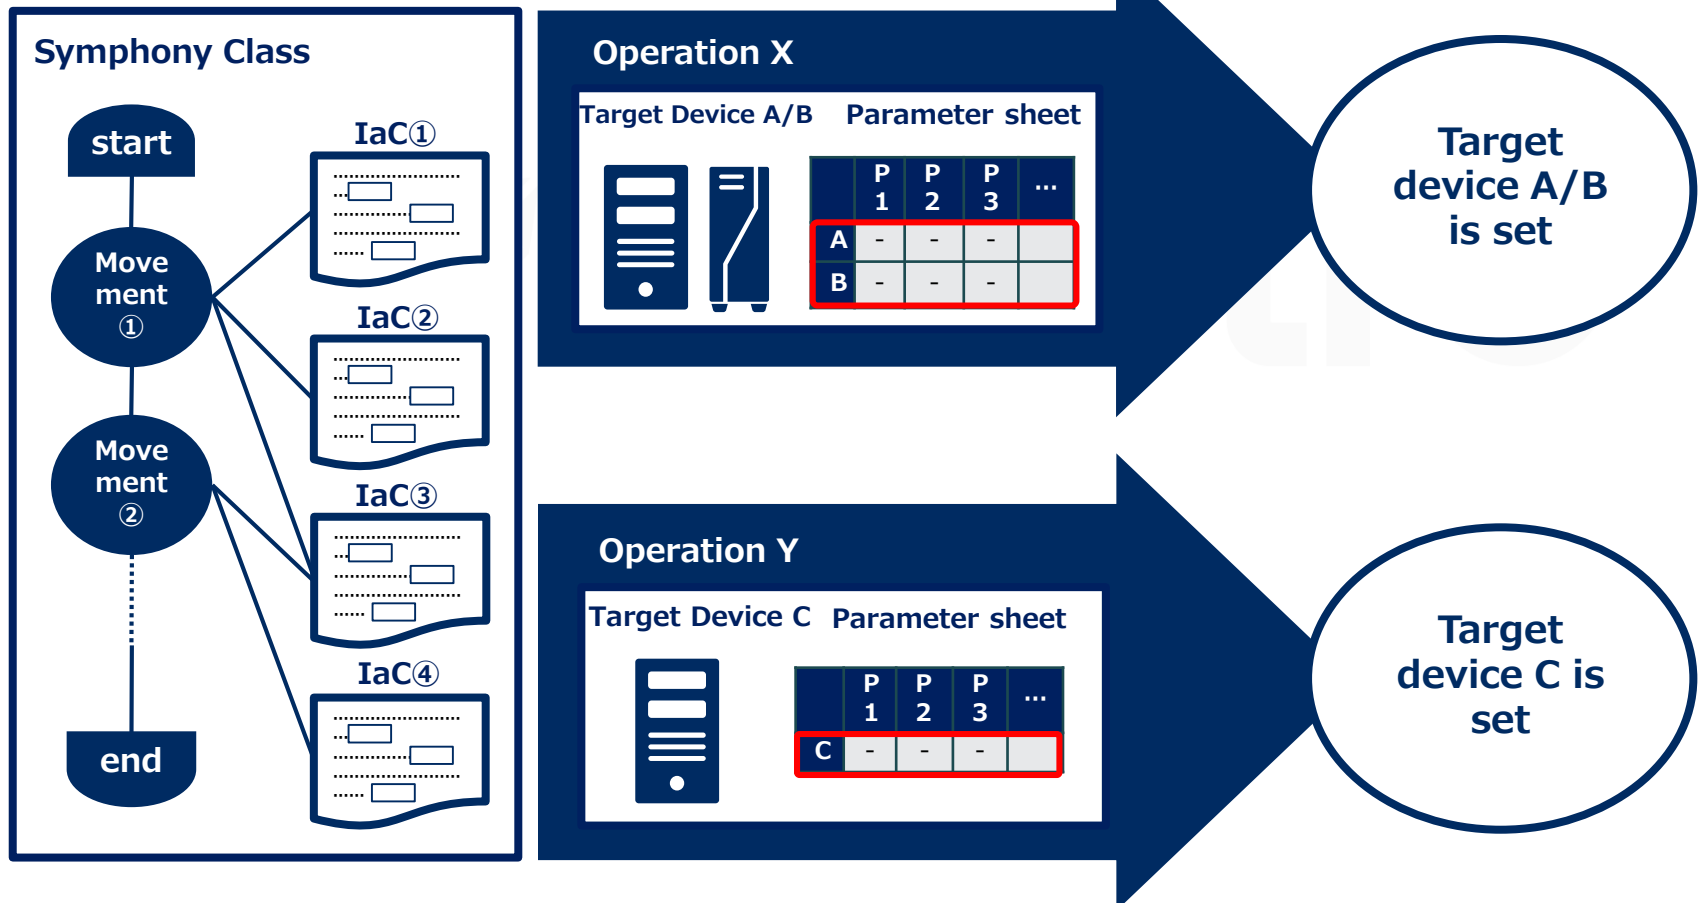 Symphony Class
start
Move
ment
①
Move
ment
②
end
IaC①
IaC②
IaC③
IaC④
Operation X
Target Device A/B
Parameter sheet
P
1
P
2
P
3
...
A - - -
B - - -
Target
device A/B
is set
Operation Y
Target Device C
Parameter sheet
P
1
P
2
P
3
...
C - - -
Target
device C is
set